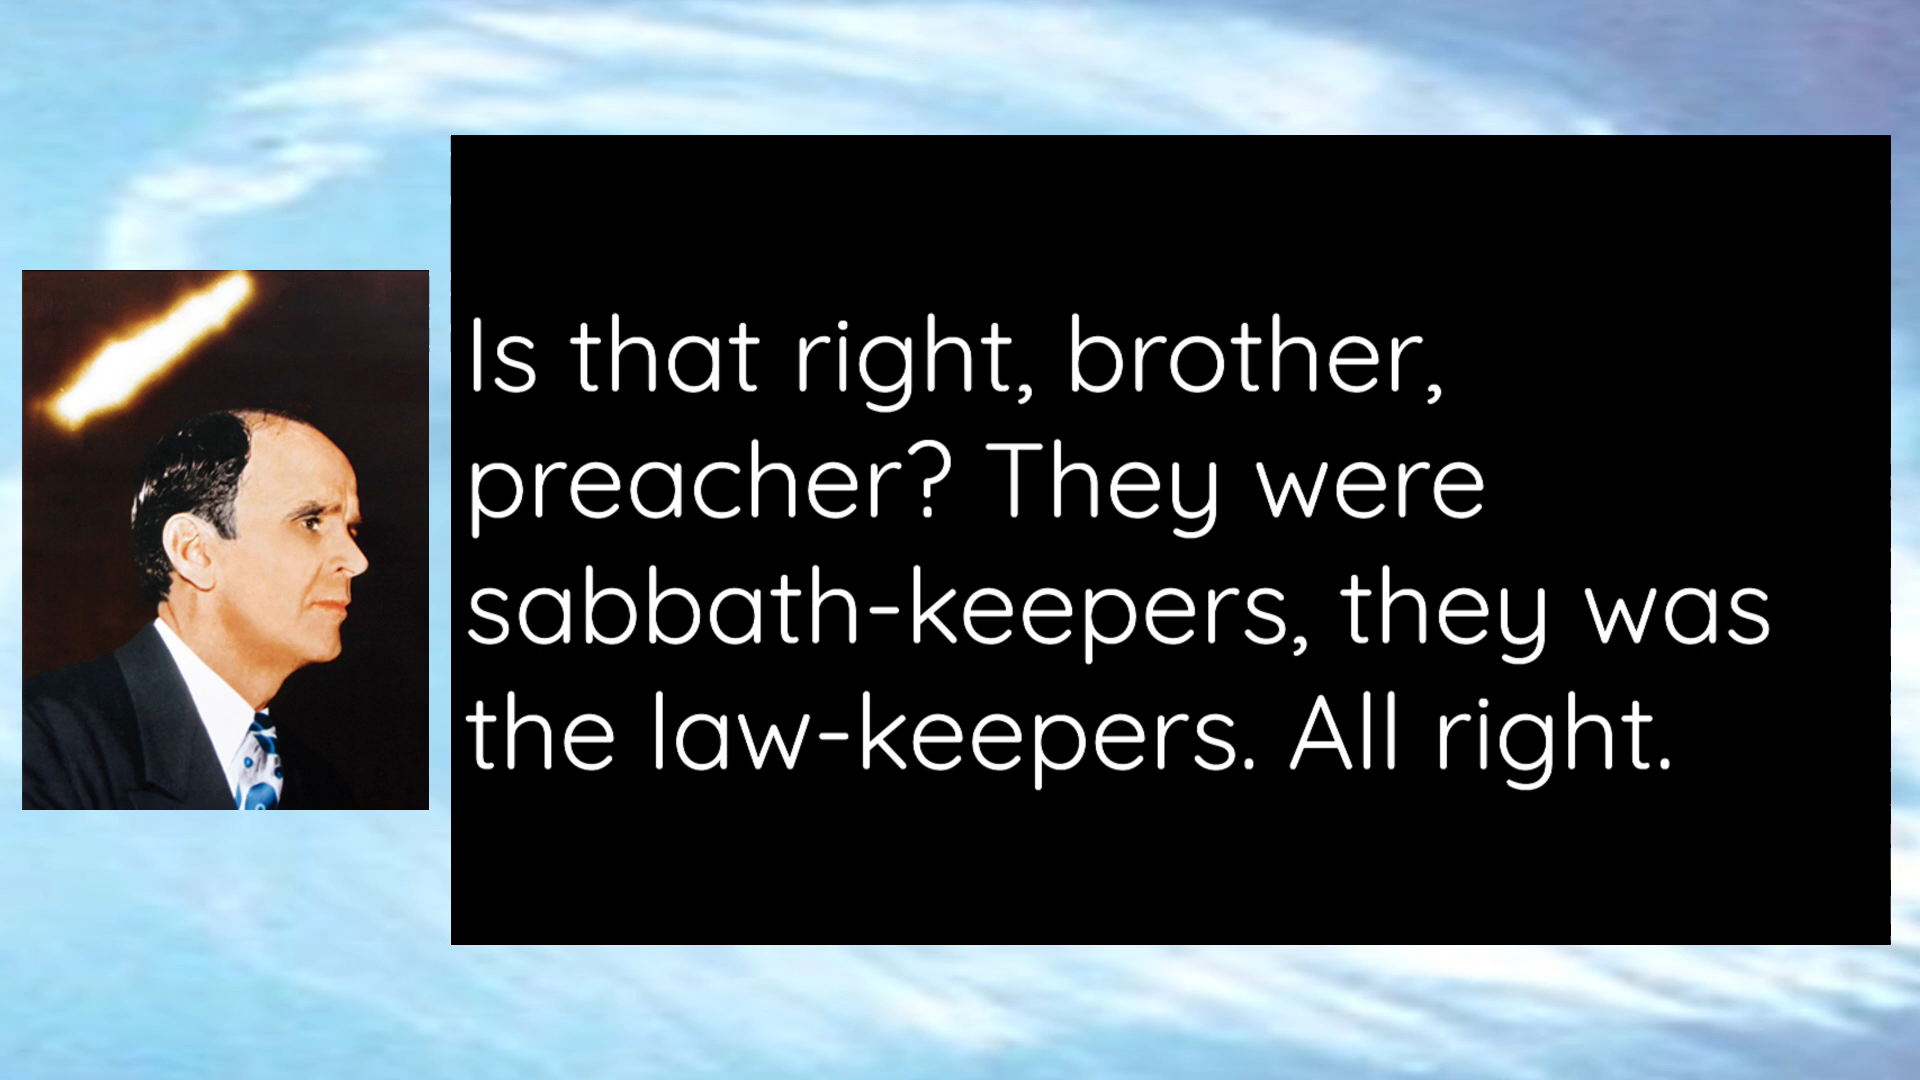 Is that right, brother,
preacher? They were
sabbath-keepers, they was
the law-keepers. All right.